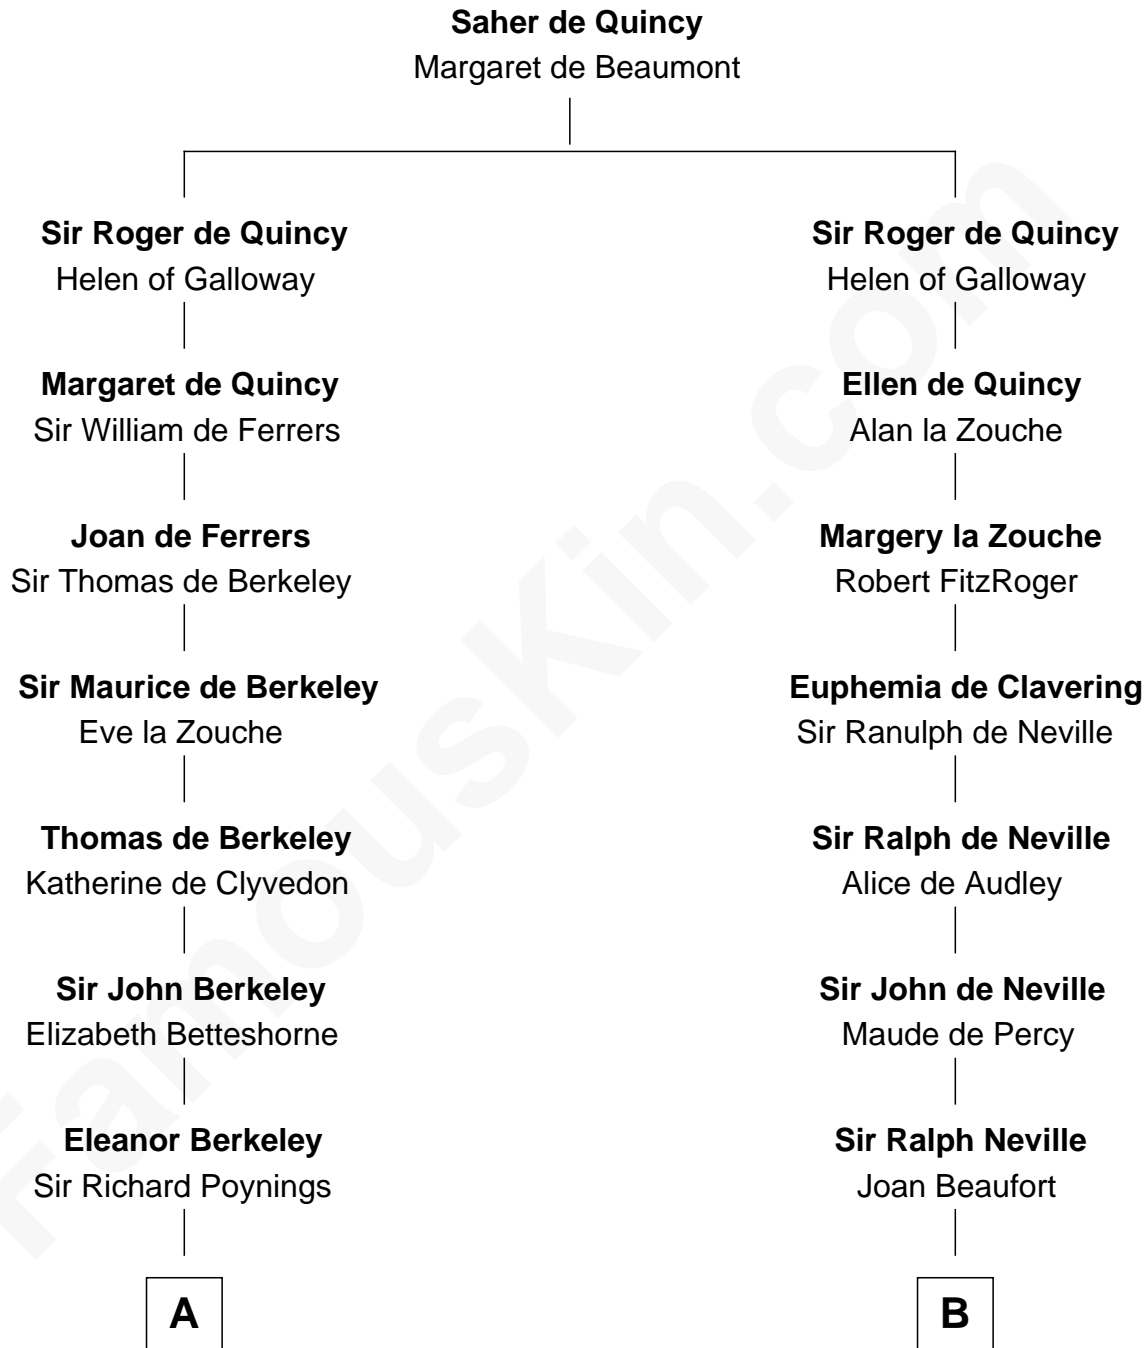 Saher de Quincy
Margaret de Beaumont
Sir Roger de Quincy
Helen of Galloway
Margaret de Quincy
Sir William de Ferrers
Joan de Ferrers
Sir Thomas de Berkeley
Sir Maurice de Berkeley
Eve la Zouche
Thomas de Berkeley
Katherine de Clyvedon
Sir John Berkeley
Elizabeth Betteshorne
Eleanor Berkeley
Sir Richard Poynings
A
Sir Roger de Quincy
Helen of Galloway
Ellen de Quincy
Alan la Zouche
Margery la Zouche
Robert FitzRoger
Euphemia de Clavering
Sir Ranulph de Neville
Sir Ralph de Neville
Alice de Audley
Sir John de Neville
Maude de Percy
Sir Ralph Neville
Joan Beaufort
B
FamousKin.com